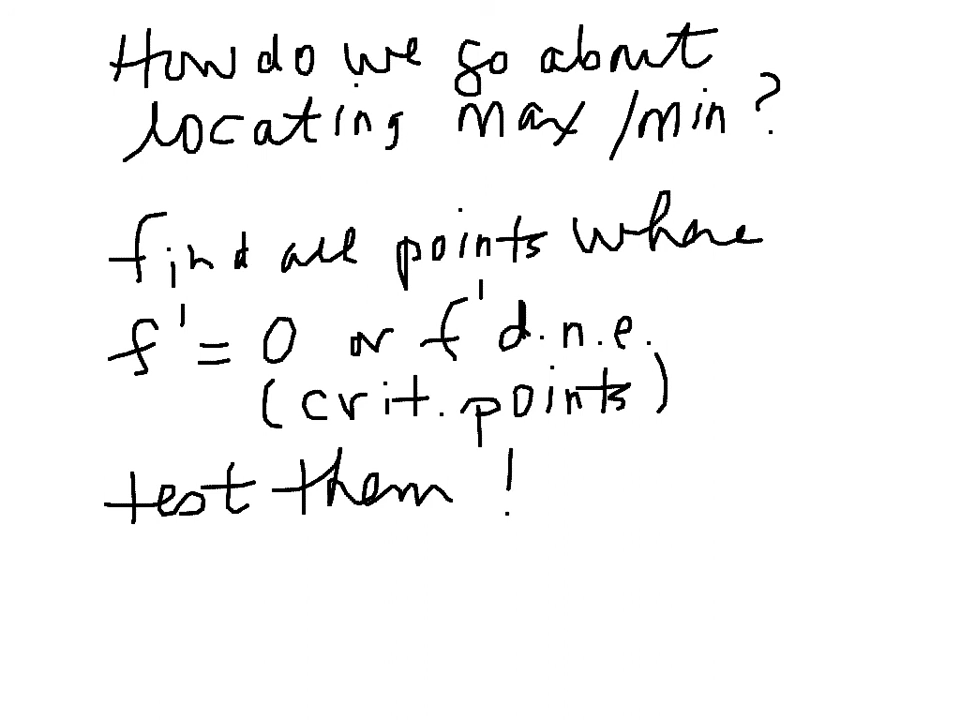 How do we go about
locating max/min?
find all points where
f' = 0 or f' d.n.e.
(crit. points)
test them!